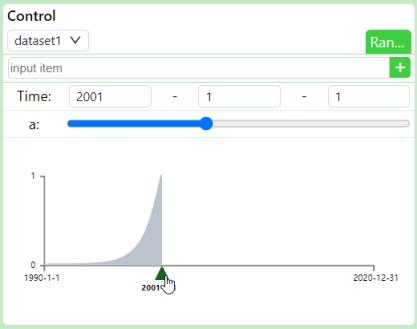 Control
dataset1 Ran...
input item +
Time: 2001 - 1 - 1
a:
1
0
1990-1-1 2020-12-31
2001